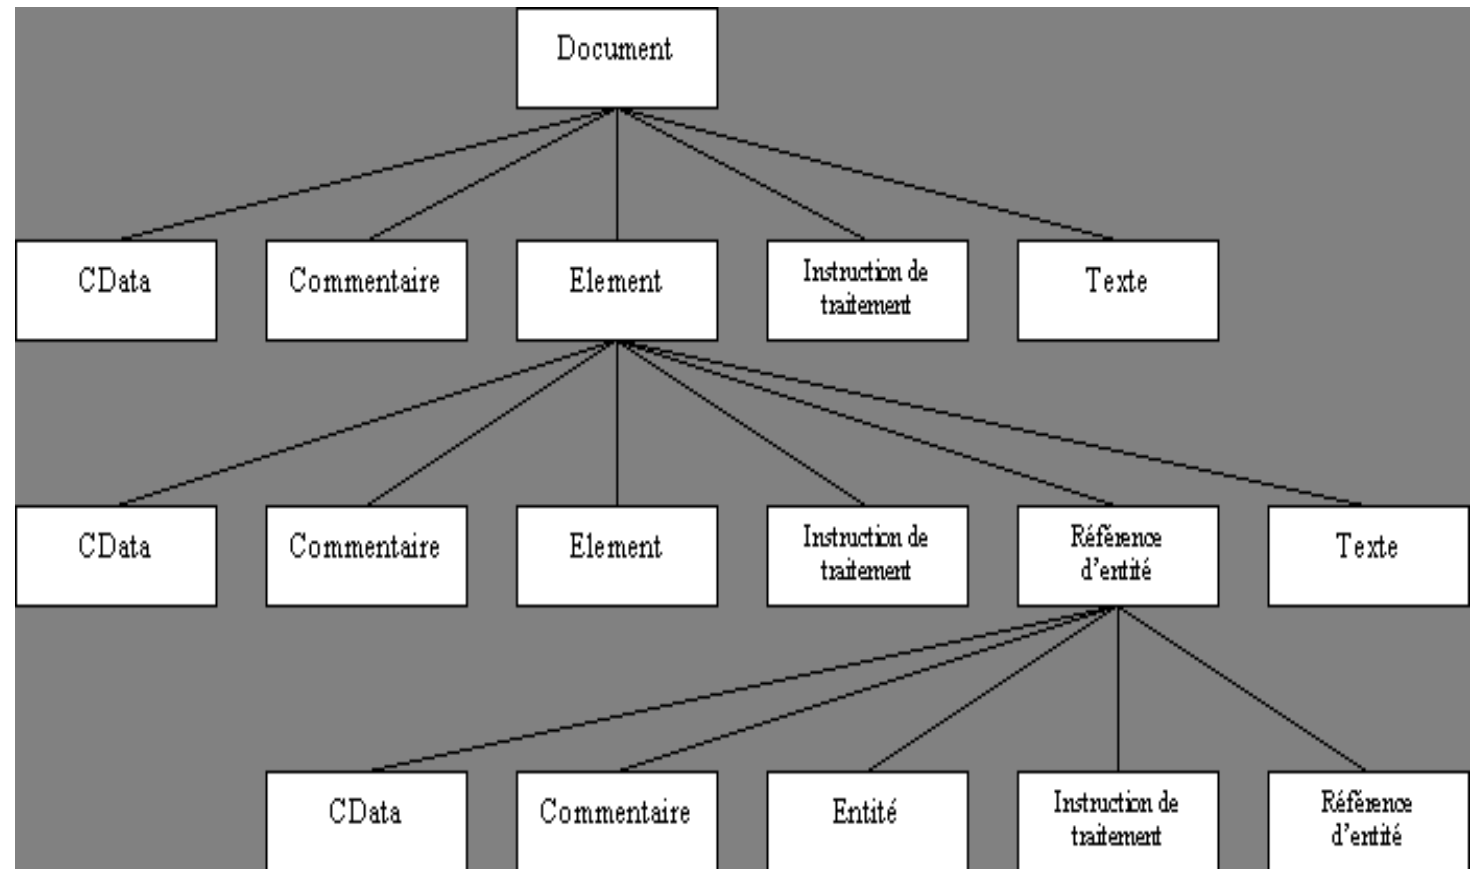 Document
CData
Commentaire
Element
Instruction de
traitement
Texte
CData
Commentaire
Element
Instruction de
traitement
Référence
d'entité
Texte
CData
Commentaire
Entité
Instruction de
traitement
Référence
d'entité